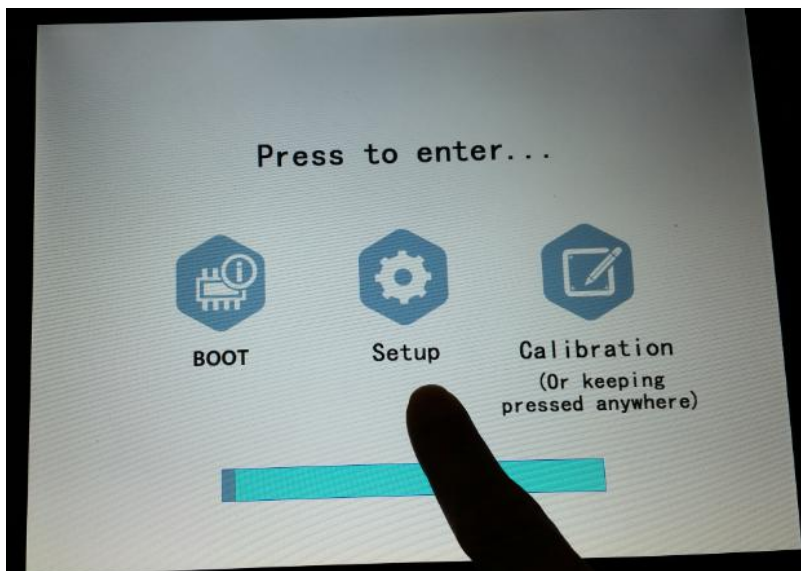 Press to enter...
BOOT
Setup
Calibration
(Or keeping
pressed anywhere)